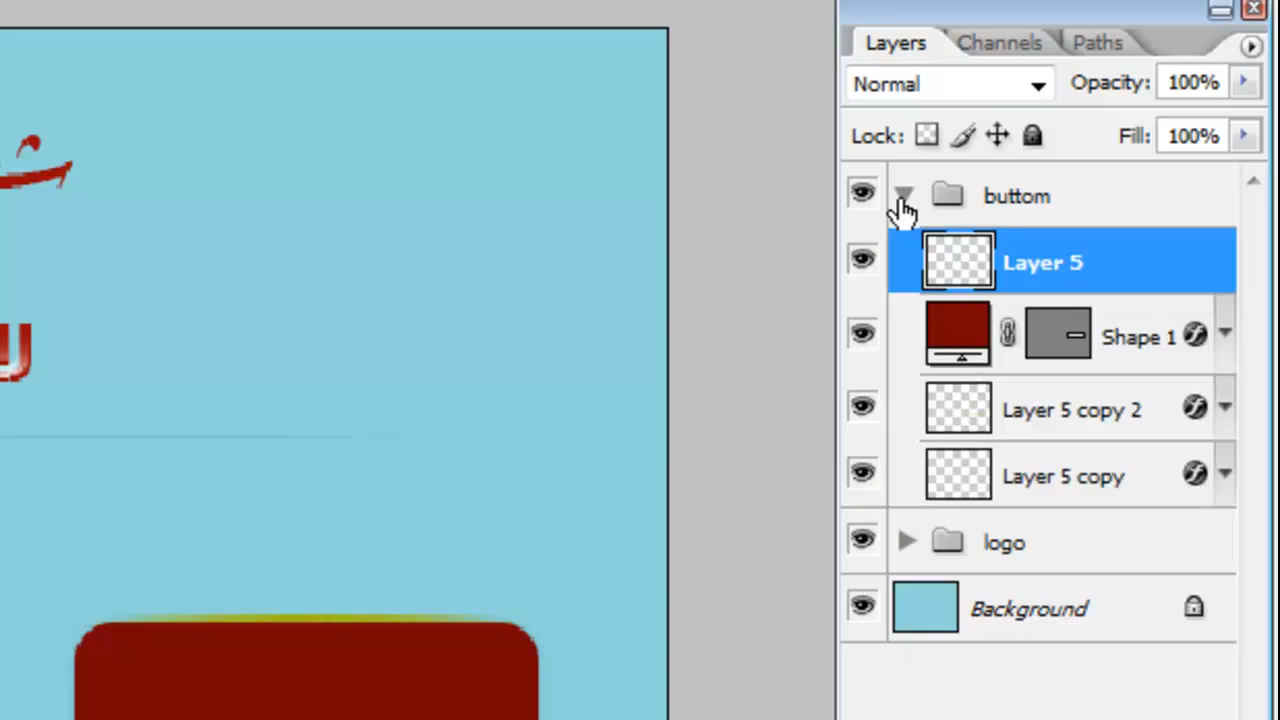 Layers Channels Paths
Normal Opacity: 100%
Lock: Fill: 100%
buttom
Layer 5
Shape 1
Layer 5 copy 2
Layer 5 copy
logo
Background